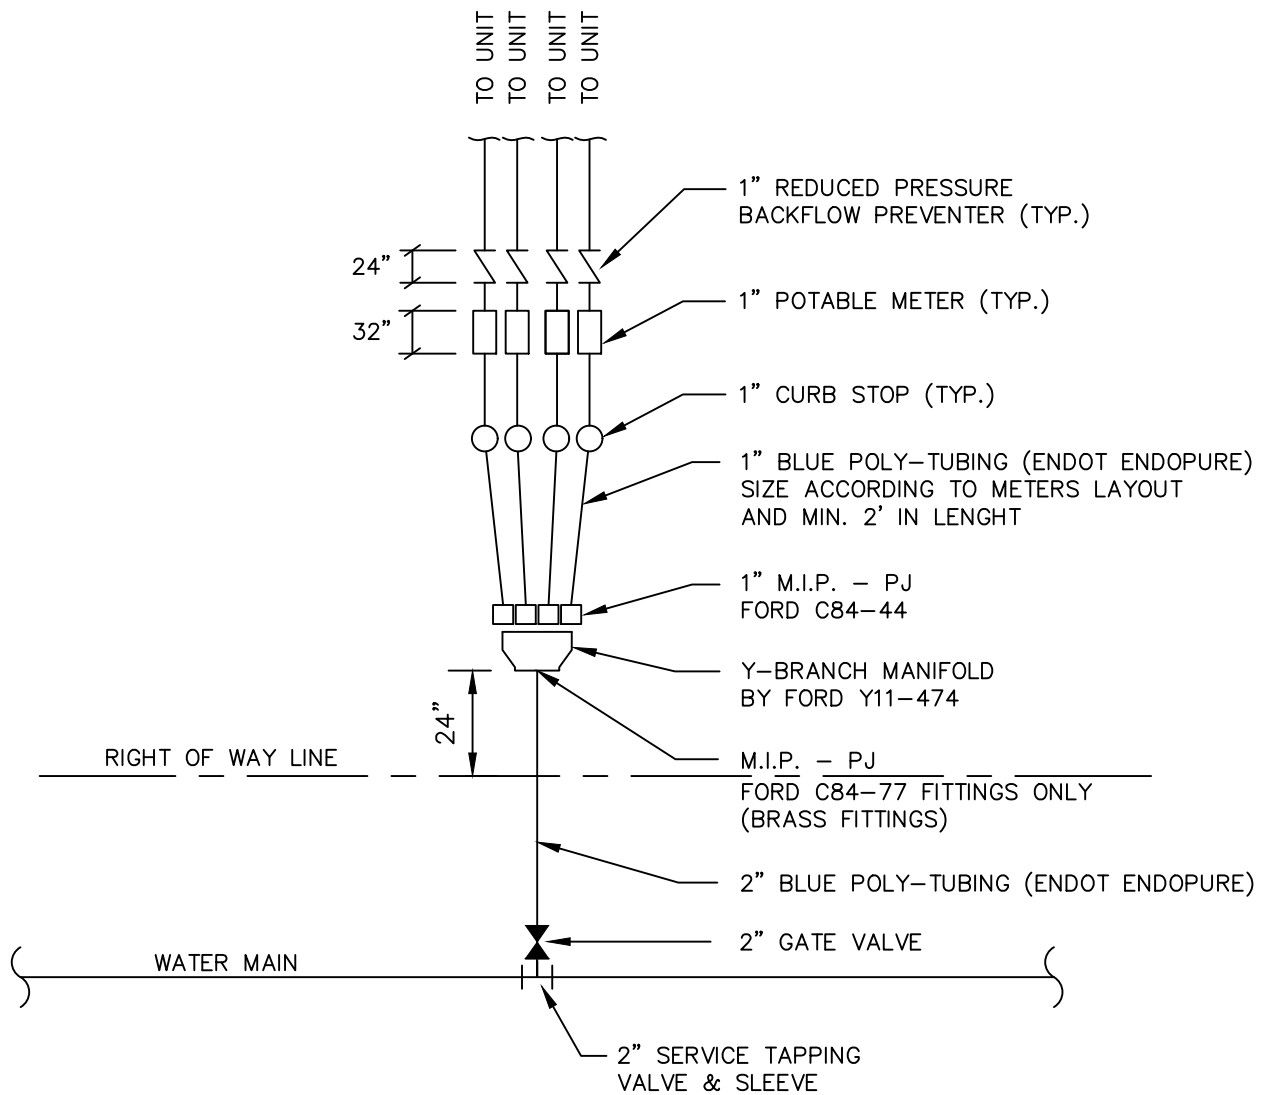 TO UNIT
TO UNIT
TO UNIT
TO UNIT
1" REDUCED PRESSURE
BACKFLOW PREVENTER (TYP.)
24"
1" POTABLE METER (TYP.)
32"
1" CURB STOP (TYP.)
1" BLUE POLY-TUBING (ENDOT ENDOPURE)
SIZE ACCORDING TO METERS LAYOUT
AND MIN. 2' IN LENGHT
1" M.I.P. - PJ
FORD C84-44
Y-BRANCH MANIFOLD
BY FORD Y11-474
24"
RIGHT OF WAY LINE
M.I.P. - PJ
FORD C84-77 FITTINGS ONLY
(BRASS FITTINGS)
2" BLUE POLY-TUBING (ENDOT ENDOPURE)
2" GATE VALVE
WATER MAIN
2" SERVICE TAPPING
VALVE & SLEEVE